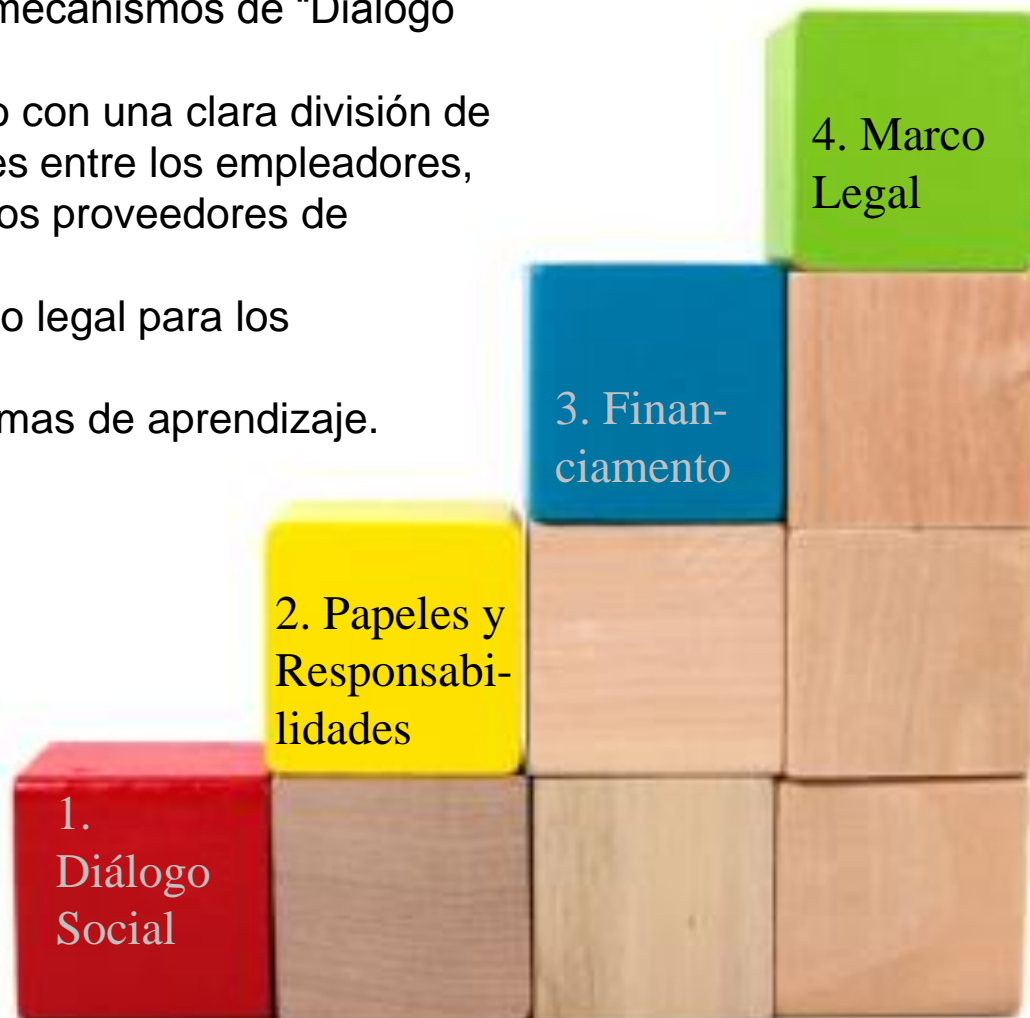 mecanismos de “Diálogo
con una clara división de
es entre los empleadores,
os proveedores de
o legal para los
mas de aprendizaje.
4. Marco
Legal
3. Finan-
ciamento
2. Papeles y
Responsabi-
lidades
1.
Diálogo
Social